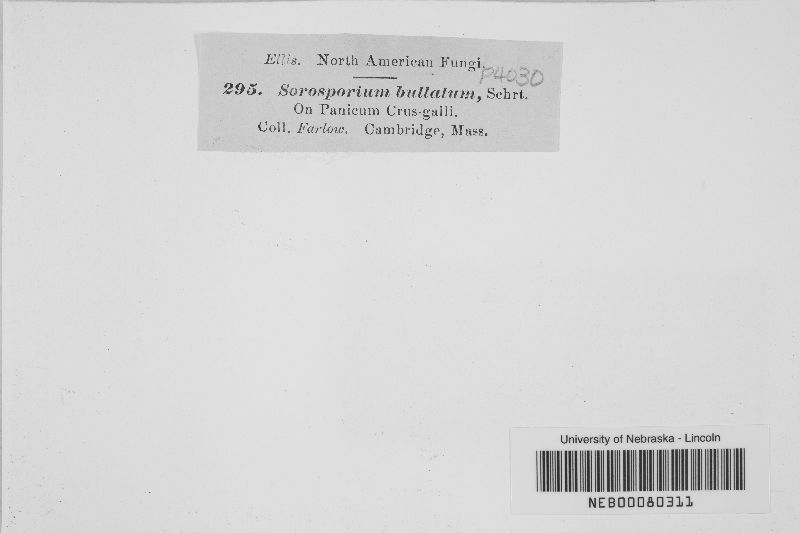 Ellis. North American Fungi.
P4030
295. Sorosporium bullatum, Schrt.
On Panicum Crus-galli.
Coll. Farlow. Cambridge, Mass.
University of Nebraska - Lincoln
NEB00080311